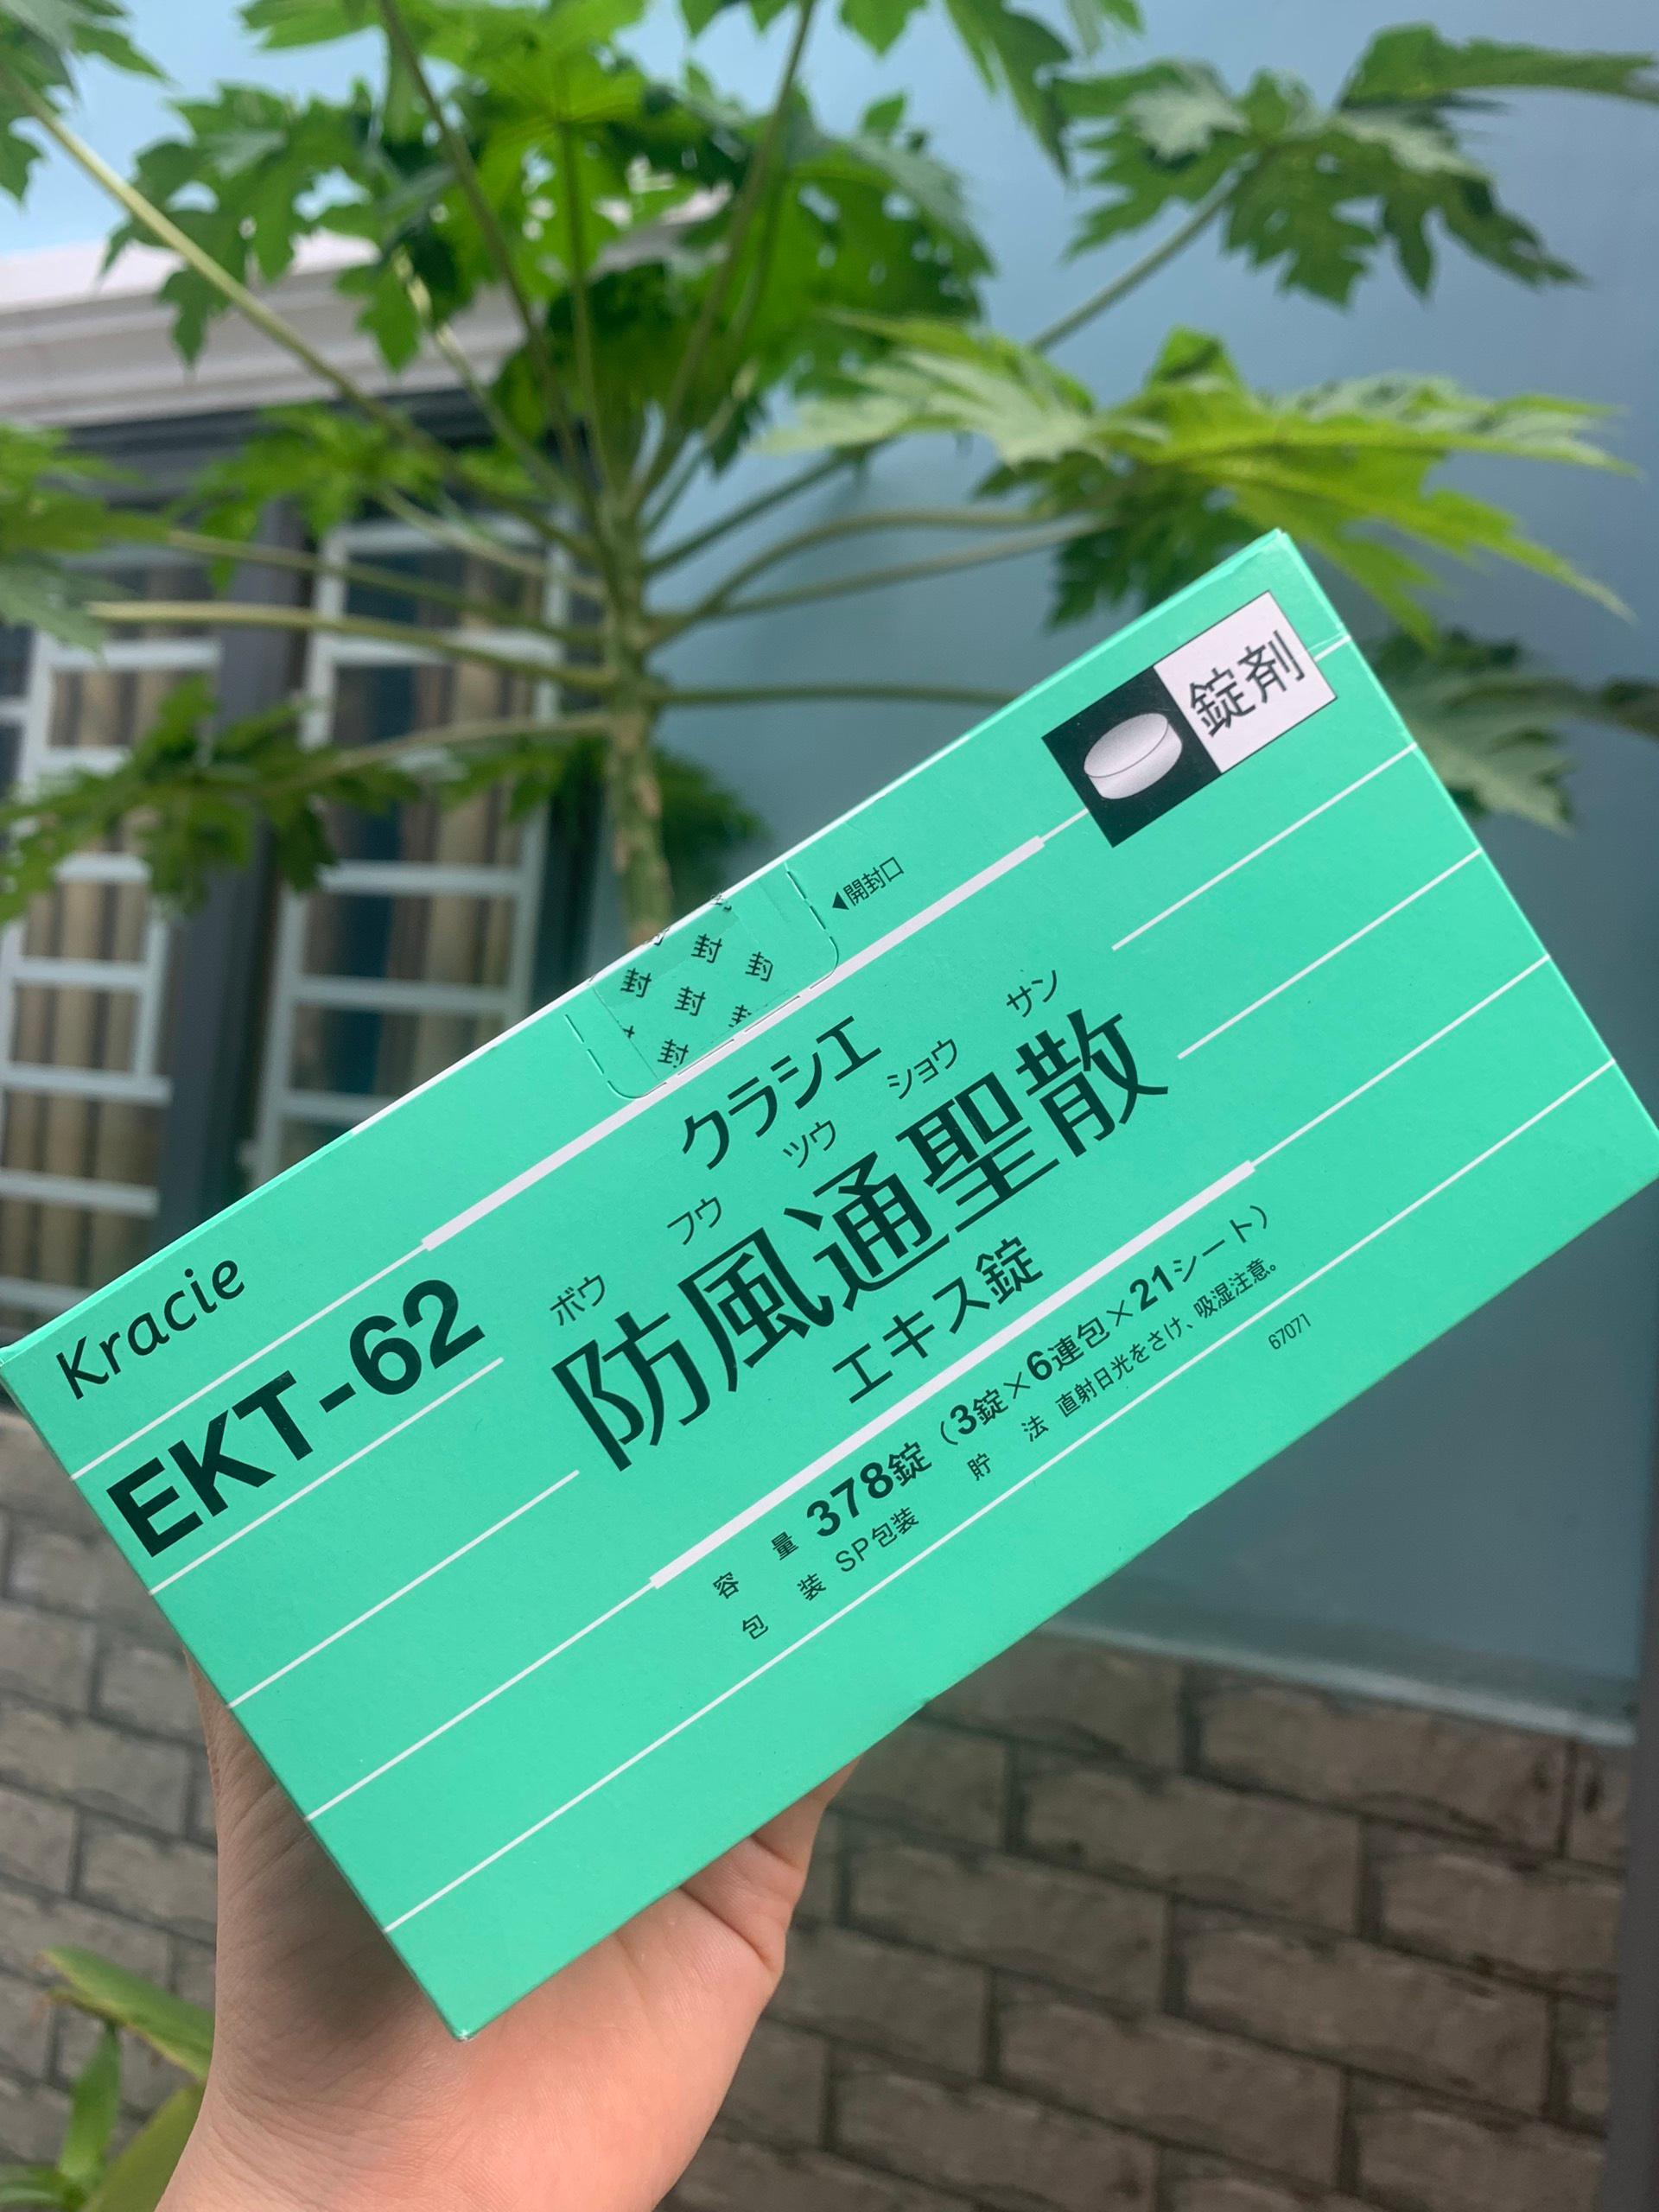 錠剤
◀開封口
封 封 封
封 封
封
Kracie
EKT-62
クラシエ
ボウ フウ ツウ ショウ サン
防風通聖散
エキス錠
容 量 378錠（3錠×6連包×21シート）
包 装 SP包装 貯 法 直射日光をさけ、吸湿注意。
67071